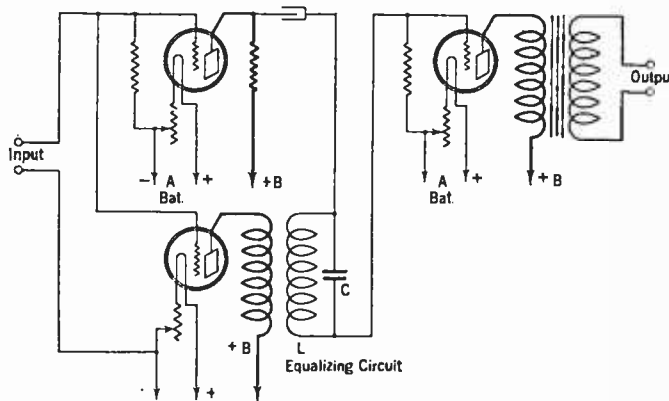 Input
Output
- A +
Bat.
+B
- A +
Bat.
+ B
C
+ B
L
Equalizing Circuit
- +